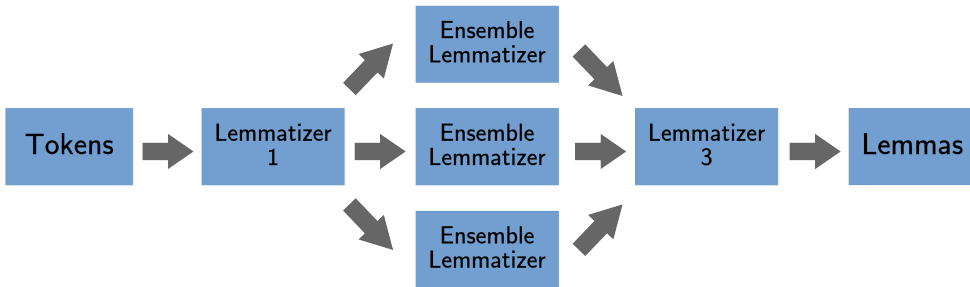 Tokens
Lemmatizer
1
Ensemble
Lemmatizer
Ensemble
Lemmatizer
Ensemble
Lemmatizer
Lemmatizer
3
Lemmas